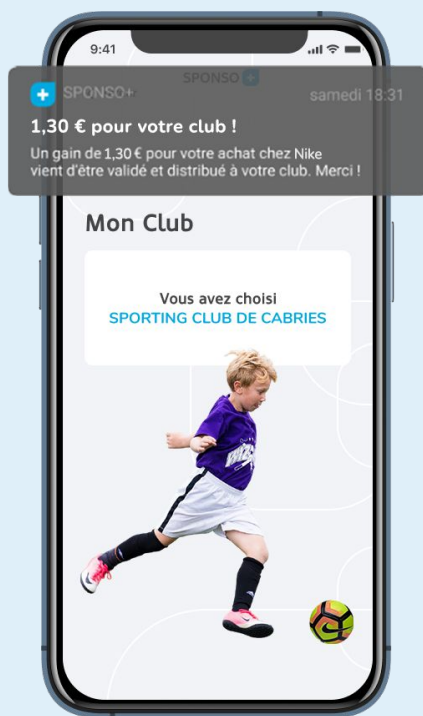 9:41
SPONSO +
SPONSO+ samedi 18:31
1,30 € pour votre club !
Un gain de 1,30 € pour votre achat chez Nike
vient d'être validé et distribué à votre club. Merci !
Mon Club
Vous avez choisi
SPORTING CLUB DE CABRIES